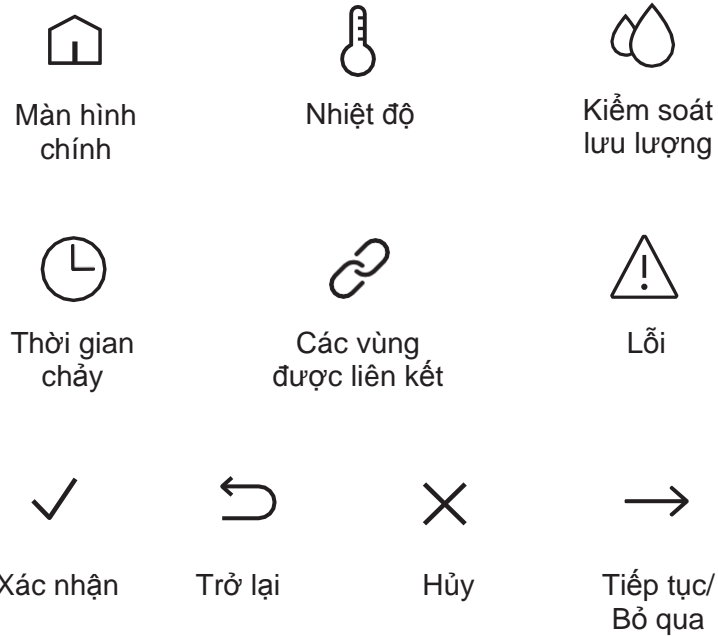 Màn hình
chính
Nhiệt độ
Kiểm soát
lưu lượng
Thời gian
chảy
Các vùng
được liên kết
Lỗi
Xác nhận
Trở lại
Hủy
Tiếp tục/
Bỏ qua